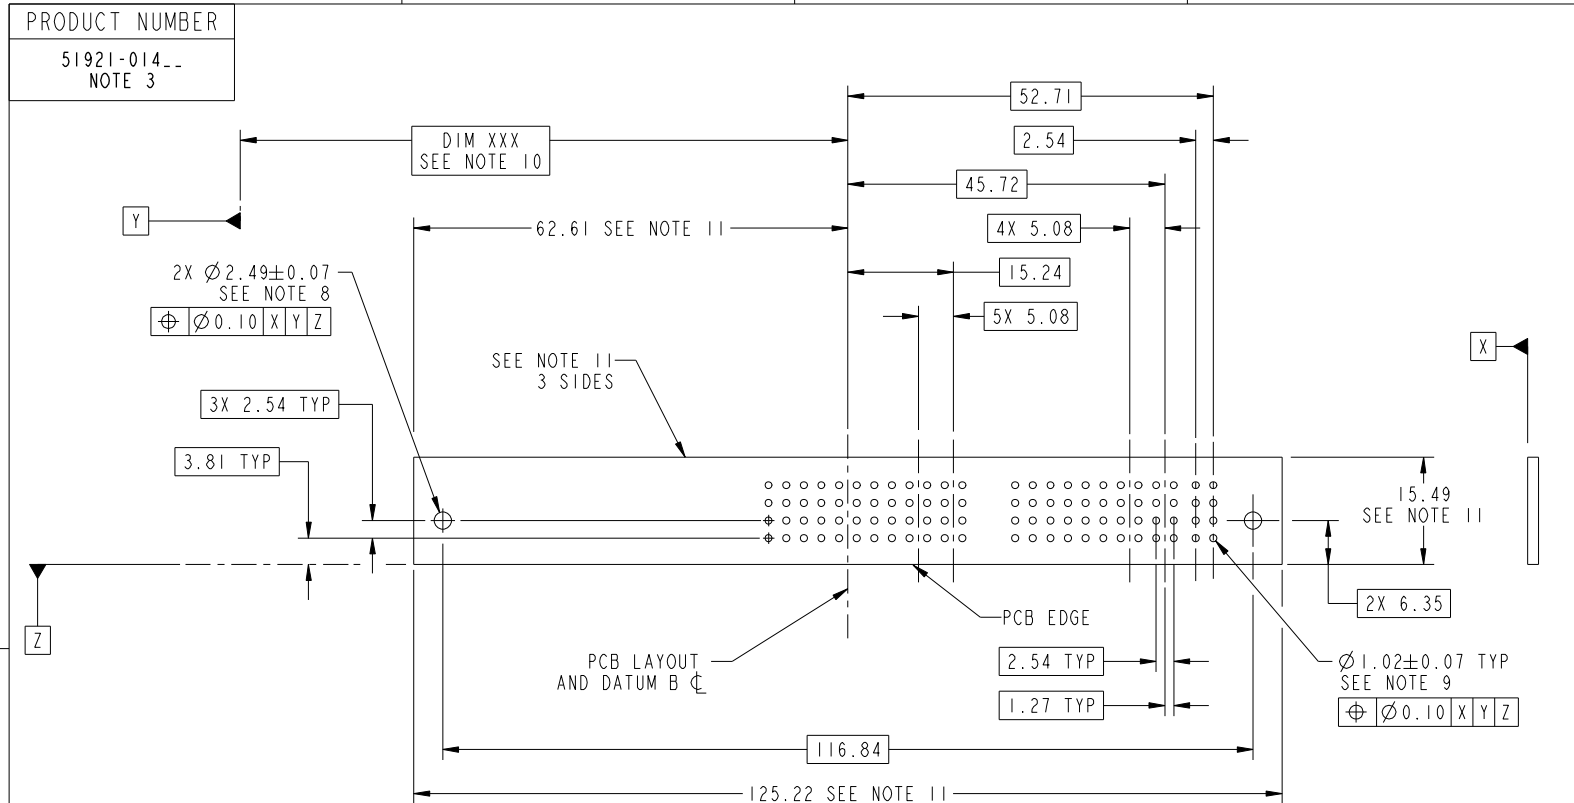 PRODUCT NUMBER
51921-014__
NOTE 3
52.71
DIM XXX
SEE NOTE 10
2.54
45.72
Y
62.61 SEE NOTE 11
4X 5.08
2X Ø2.49±0.07
SEE NOTE 8
⌖ Ø0.10 X Y Z
15.24
5X 5.08
SEE NOTE 11
3 SIDES
X
3X 2.54 TYP
3.81 TYP
15.49
SEE NOTE 11
Z
2X 6.35
PCB EDGE
PCB LAYOUT
AND DATUM B ℄
2.54 TYP
Ø1.02±0.07 TYP
SEE NOTE 9
⌖ Ø0.10 X Y Z
1.27 TYP
116.84
125.22 SEE NOTE 11